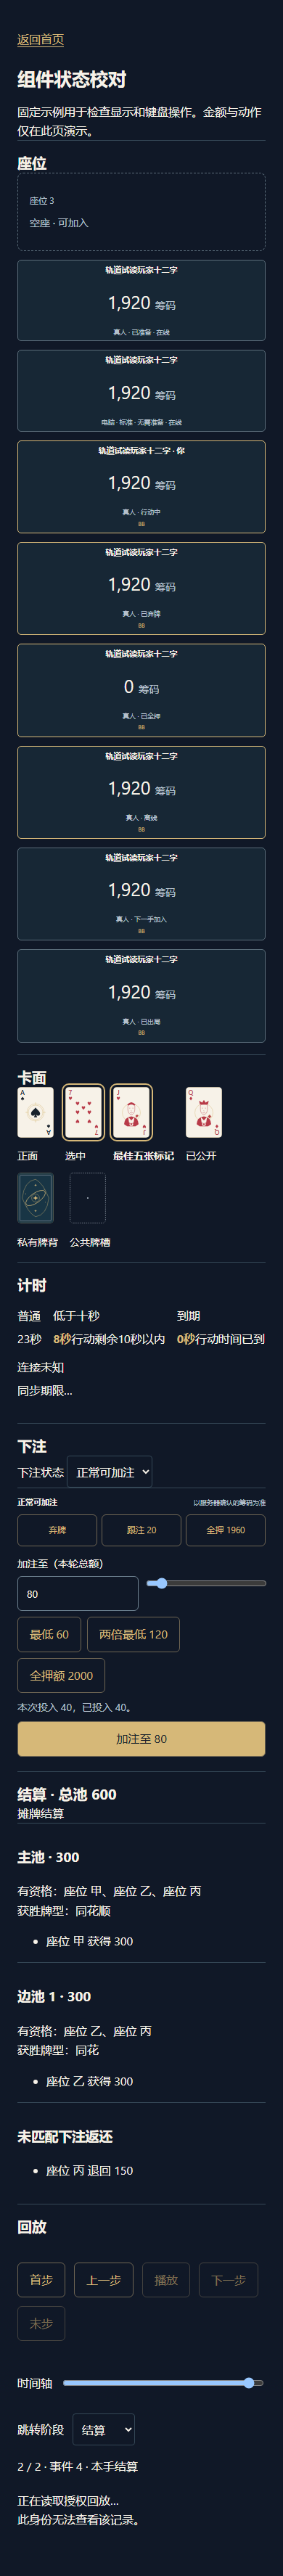 返回首页
组件状态校对
固定示例用于检查显示和键盘操作。金额与动作
仅在此页演示。
座位
座位 3
空座 · 可加入
轨道试读玩家十二字
1,920 筹码
真人 · 已准备 · 在线
轨道试读玩家十二字
1,920 筹码
电脑 · 标准 · 无需准备 · 在线
轨道试读玩家十二字 · 你
1,920 筹码
真人 · 行动中
BB
轨道试读玩家十二字
1,920 筹码
真人 · 已弃牌
BB
轨道试读玩家十二字
0 筹码
真人 · 已全押
BB
轨道试读玩家十二字
1,920 筹码
真人 · 离线
BB
轨道试读玩家十二字
1,920 筹码
真人 · 下一手加入
BB
轨道试读玩家十二字
1,920 筹码
真人 · 已出局
BB
卡面
A A
7 7
J J
Q Q
正面 选中 最佳五张标记 已公开
私有牌背 公共牌槽
计时
普通 低于十秒 到期
23秒 8秒行动剩余10秒以内 0秒行动时间已到
连接未知
同步期限...
下注
下注状态 正常可加注
正常可加注 以服务器确认的筹码为准
弃牌 跟注 20 全押 1960
加注至（本轮总额）
80
最低 60 两倍最低 120
全押额 2000
本次投入 40，已投入 40。
加注至 80
结算 · 总池 600
摊牌结算
主池 · 300
有资格：座位 甲、座位 乙、座位 丙
获胜牌型：同花顺
• 座位 甲 获得 300
边池 1 · 300
有资格：座位 乙、座位 丙
获胜牌型：同花
• 座位 乙 获得 300
未匹配下注返还
• 座位 丙 退回 150
回放
首步 上一步 播放 下一步
末步
时间轴
跳转阶段 结算
2 / 2 · 事件 4 · 本手结算
正在读取授权回放...
此身份无法查看该记录。